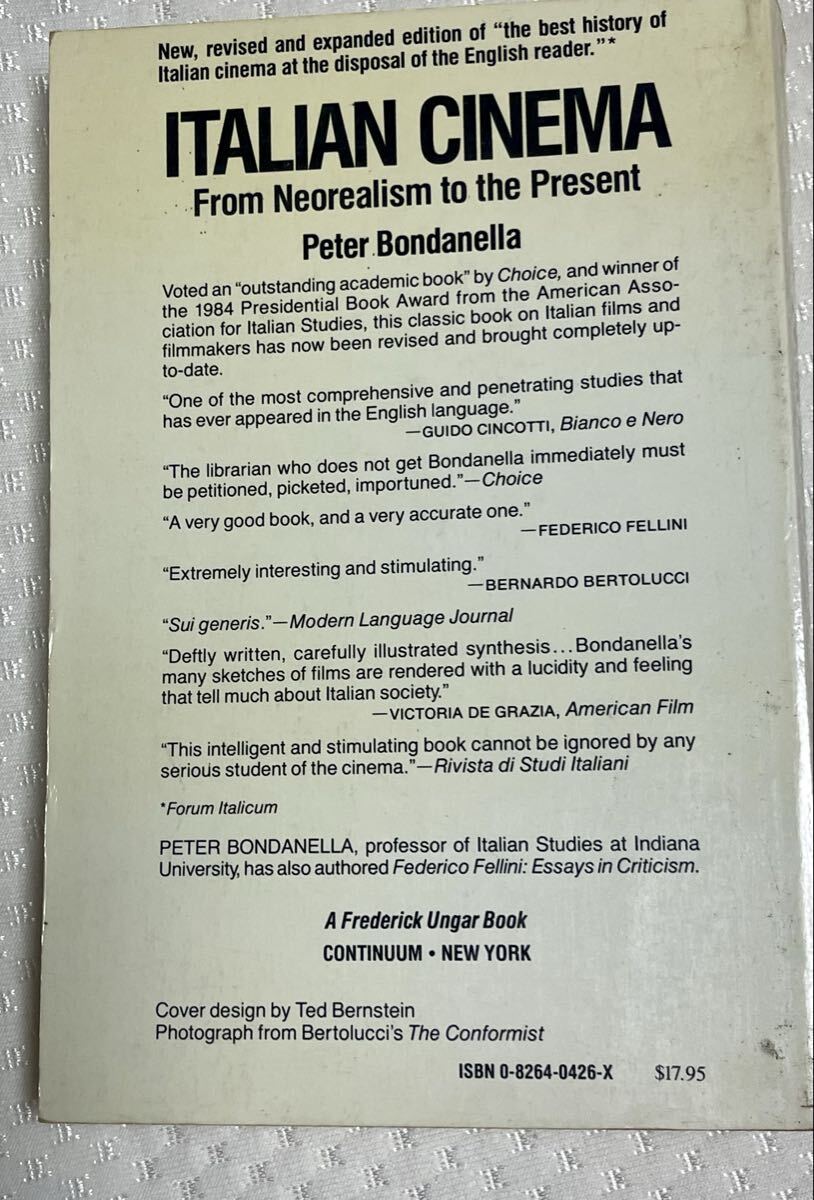 New, revised and expanded edition of “the best history of
Italian cinema at the disposal of the English reader.”*
ITALIAN CINEMA
From Neorealism to the Present
Peter Bondanella
Voted an “outstanding academic book” by Choice, and winner of
the 1984 Presidential Book Award from the American Asso-
ciation for Italian Studies, this classic book on Italian films and
filmmakers has now been revised and brought completely up-
to-date.
“One of the most comprehensive and penetrating studies that
has ever appeared in the English language.”
—GUIDO CINCOTTI, Bianco e Nero
“The librarian who does not get Bondanella immediately must
be petitioned, picketed, importuned.”—Choice
“A very good book, and a very accurate one.”
—FEDERICO FELLINI
“Extremely interesting and stimulating.”
—BERNARDO BERTOLUCCI
“Sui generis.”—Modern Language Journal
“Deftly written, carefully illustrated synthesis...Bondanella’s
many sketches of films are rendered with a lucidity and feeling
that tell much about Italian society.”
—VICTORIA DE GRAZIA, American Film
“This intelligent and stimulating book cannot be ignored by any
serious student of the cinema.”—Rivista di Studi Italiani
*Forum Italicum
PETER BONDANELLA, professor of Italian Studies at Indiana
University, has also authored Federico Fellini: Essays in Criticism.
A Frederick Ungar Book
CONTINUUM • NEW YORK
Cover design by Ted Bernstein
Photograph from Bertolucci’s The Conformist
ISBN 0-8264-0426-X $17.95